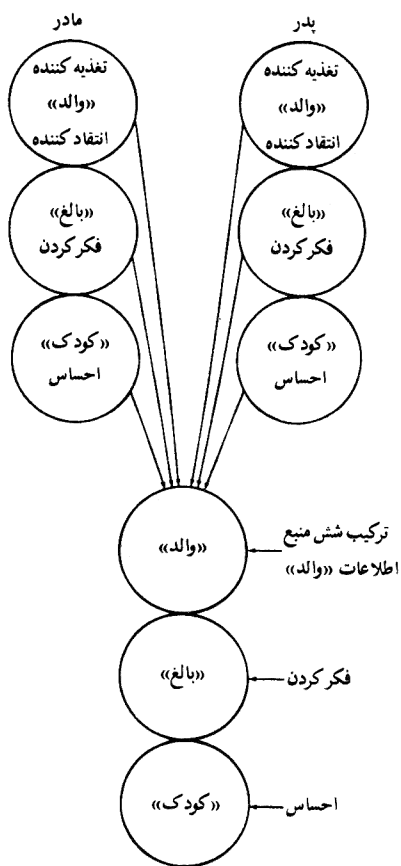 پدر
تغذیه کننده
«والد»
انتقاد کننده
«بالغ»
فکر کردن
«کودک»
احساس
مادر
تغذیه کننده
«والد»
انتقاد کننده
«بالغ»
فکر کردن
«کودک»
احساس
«والد»
ترکیب شش منبع
اطلاعات «والد»
«بالغ»
فکر کردن
«کودک»
احساس